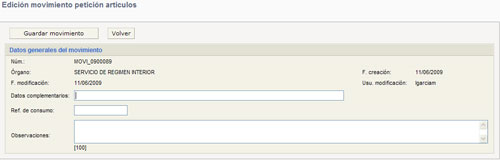 Edición movimiento petición artículos
Guardar movimiento Volver
Datos generales del movimiento
Núm.: MOVI_0900089
Órgano: SERVICIO DE REGIMEN INTERIOR F. creación: 11/06/2009
F. modificación: 11/06/2009 Usu. modificación: lgarciam
Datos complementarios:
Ref. de consumo:
Observaciones:
[100]